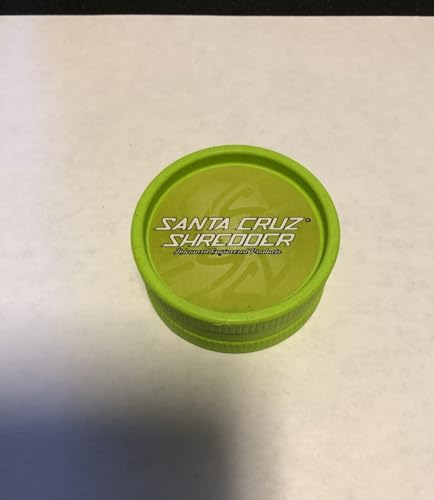 SANTA CRUZ®
SHREDDER
Advanced Engineered Products